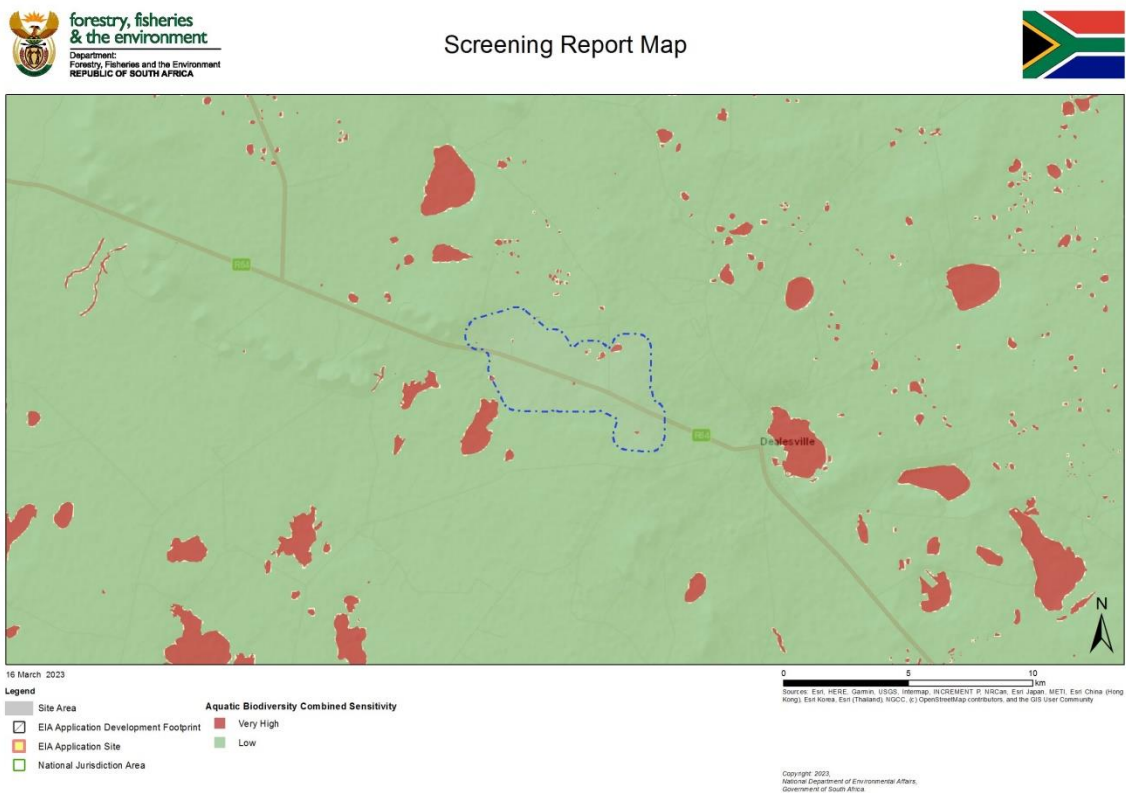 forestry, fisheries
& the environment
Department:
Forestry, Fisheries and the Environment
REPUBLIC OF SOUTH AFRICA
Screening Report Map
R64
R64
Dealesville
N
16 March 2023
0 5 10
km
Legend
Site Area
EIA Application Development Footprint
EIA Application Site
National Jurisdiction Area
Aquatic Biodiversity Combined Sensitivity
Very High
Low
Sources: Esri, HERE, Garmin, USGS, Intermap, INCREMENT P, NRCan, Esri Japan, METI, Esri China (Hong
Kong), Esri Korea, Esri (Thailand), NGCC, (c) OpenStreetMap contributors, and the GIS User Community
Copyright: 2023,
National Department of Environmental Affairs,
Government of South Africa.